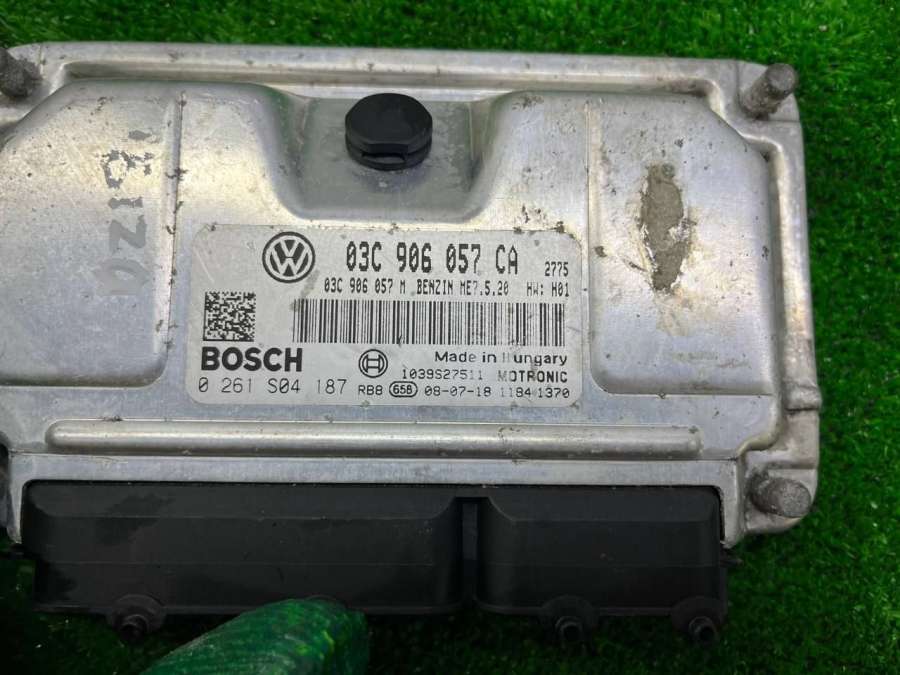 03C 906 057 CA 2775
03C 906 057 M BENZIN ME7.5.20 HW: H01
BOSCH
Made in Hungary
1039S27511 MOTRONIC
0 261 S04 187 RBB 658 08-07-18 1184 1370